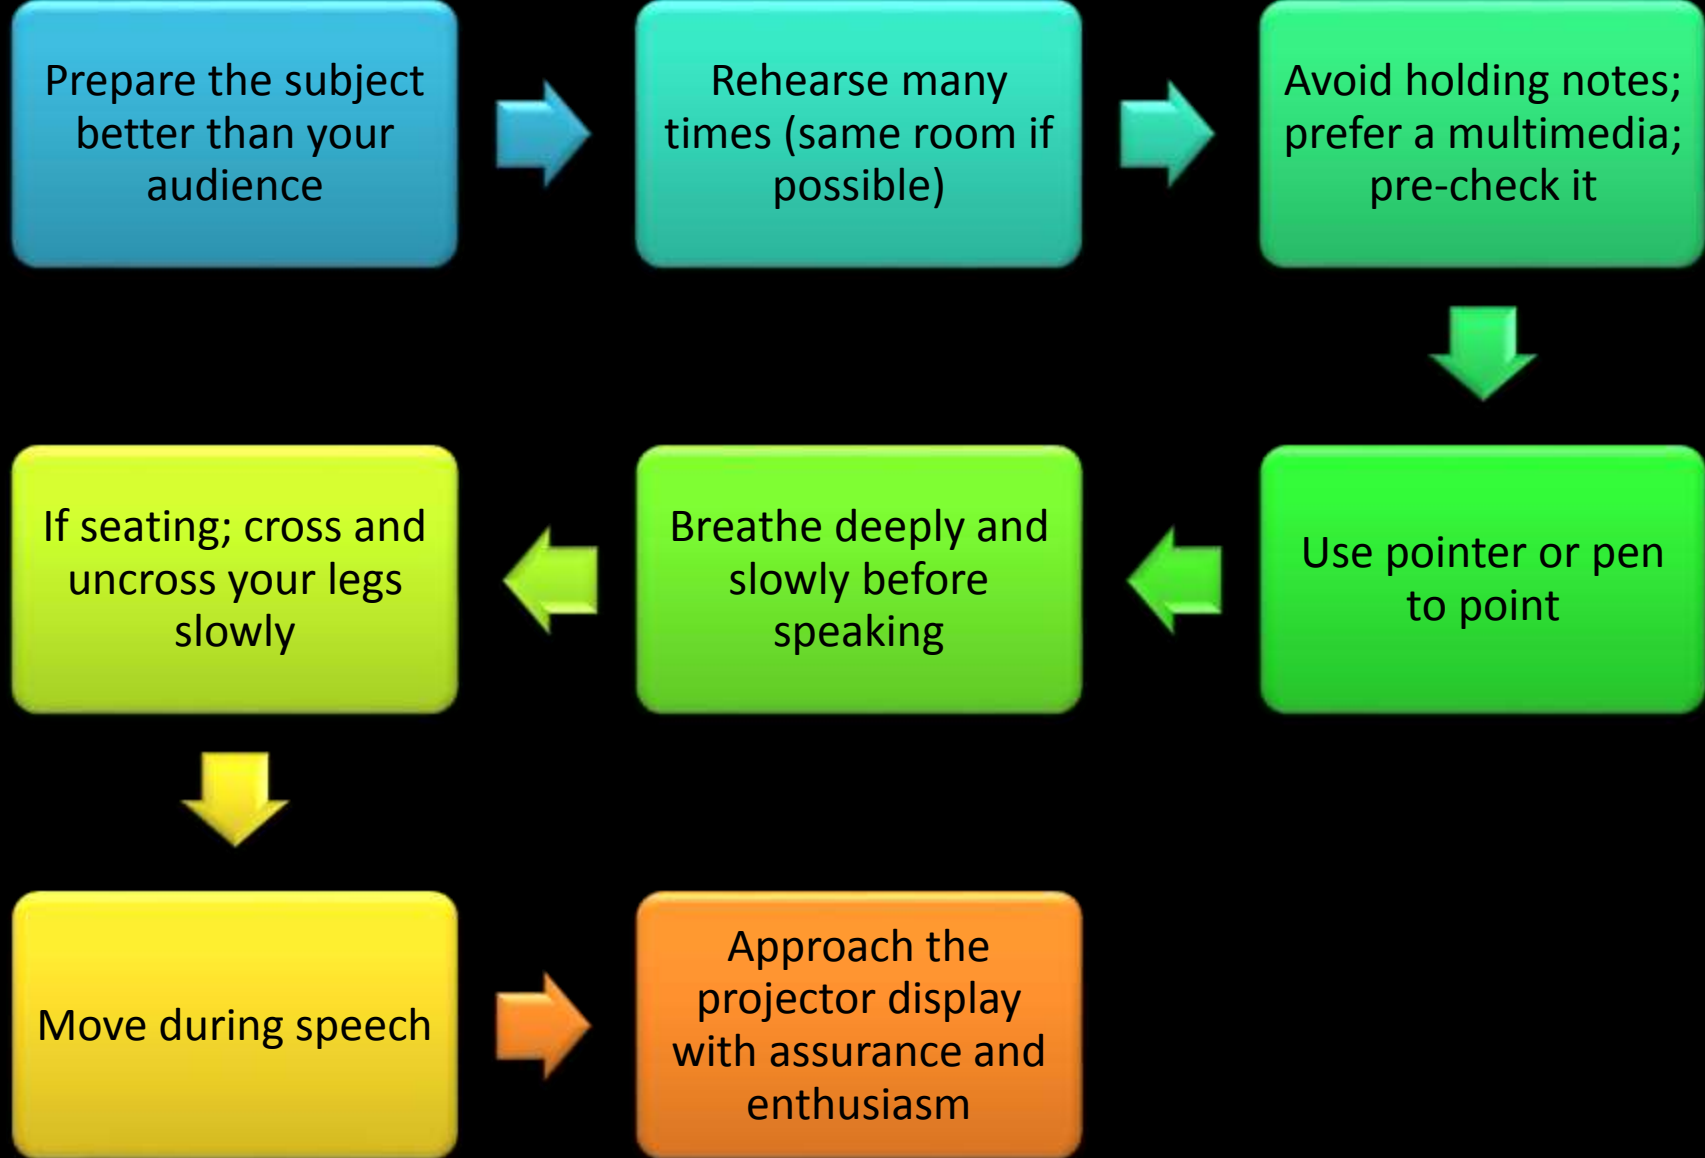 Prepare the subject
better than your
audience
Rehearse many
times (same room if
possible)
Avoid holding notes;
prefer a multimedia;
pre-check it
Use pointer or pen
to point
Breathe deeply and
slowly before
speaking
If seating; cross and
uncross your legs
slowly
Move during speech
Approach the
projector display
with assurance and
enthusiasm